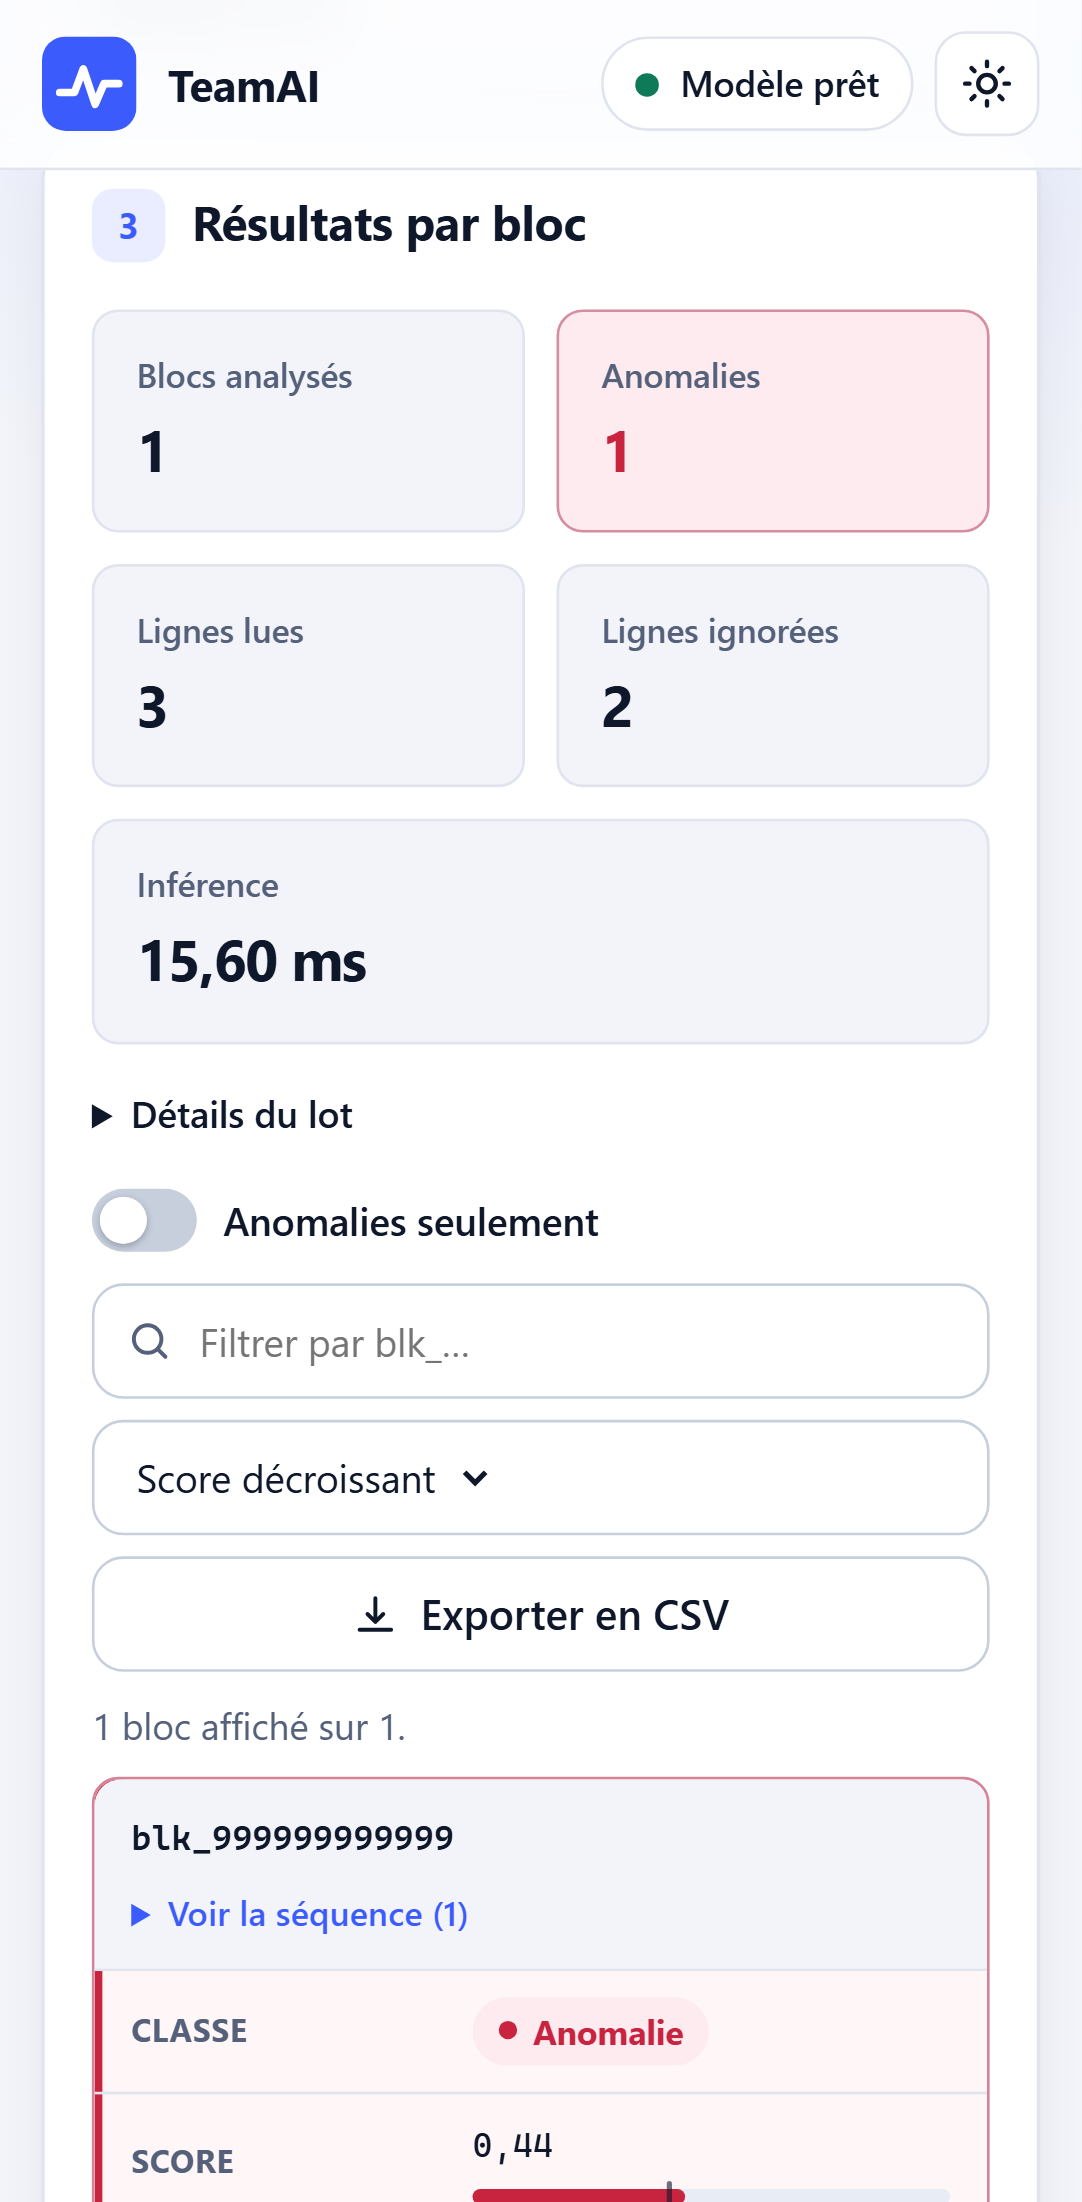 TeamAI
Modèle prêt
3
Résultats par bloc
Blocs analysés
1
Anomalies
1
Lignes lues
3
Lignes ignorées
2
Inférence
15,60 ms
Détails du lot
Anomalies seulement
Filtrer par blk_...
Score décroissant
Exporter en CSV
1 bloc affiché sur 1.
blk_999999999999
Voir la séquence (1)
CLASSE
Anomalie
SCORE
0,44